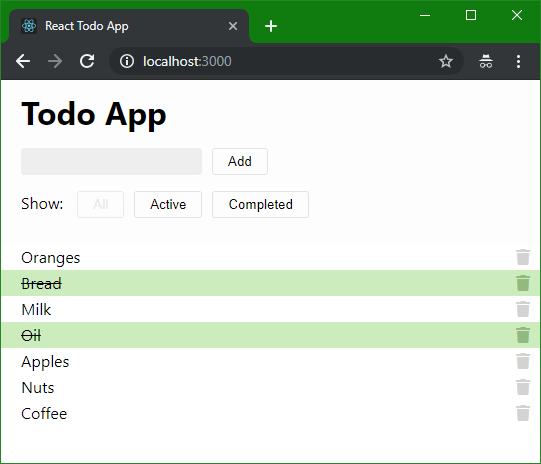 React Todo App
localhost:3000
Todo App
Add
Show: All Active Completed
Oranges
Bread
Milk
Oil
Apples
Nuts
Coffee